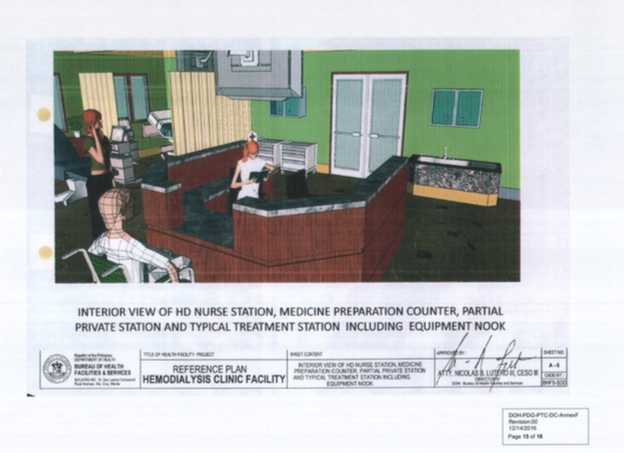 INTERIOR VIEW OF HD NURSE STATION, MEDICINE PREPARATION COUNTER, PARTIAL
PRIVATE STATION AND TYPICAL TREATMENT STATION INCLUDING EQUIPMENT NOOK
Republic of the Philippines
DEPARTMENT OF HEALTH
BUREAU OF HEALTH
FACILITIES & SERVICES
TITLE OF HEALTH FACILITY PROJECT
REFERENCE PLAN
HEMODIALYSIS CLINIC FACILITY
SHEET CONTENT
INTERIOR VIEW OF HD NURSE STATION, MEDICINE
PREPARATION COUNTER, PARTIAL PRIVATE STATION
AND TYPICAL TREATMENT STATION INCLUDING
EQUIPMENT NOOK
APPROVED BY:
ATTY. NICOLAS B. LUTERO III, CESO III
SHEET NO.
DOH-PDG-PTC-DC-AnnexF
Revision:00
12/14/2016
Page 15 of 18